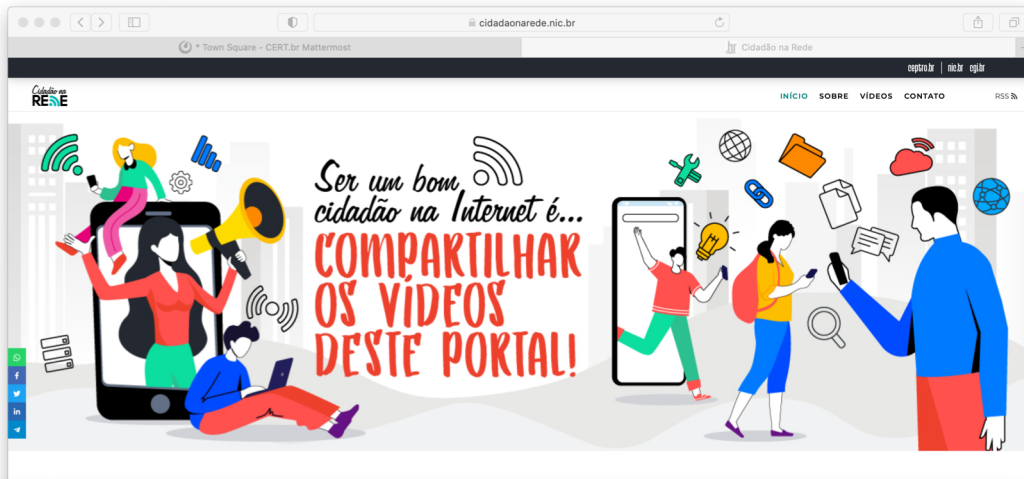 cidadaonarede.nic.br
* Town Square - CERT.br Mattermost
Cidadão na Rede
ceptro.br | nic.br cgi.br
Cidadão na
REDE
INÍCIO SOBRE VÍDEOS CONTATO
RSS
Ser um bom
cidadão na Internet é...
COMPARTILHAR
OS VÍDEOS
DESTE PORTAL!